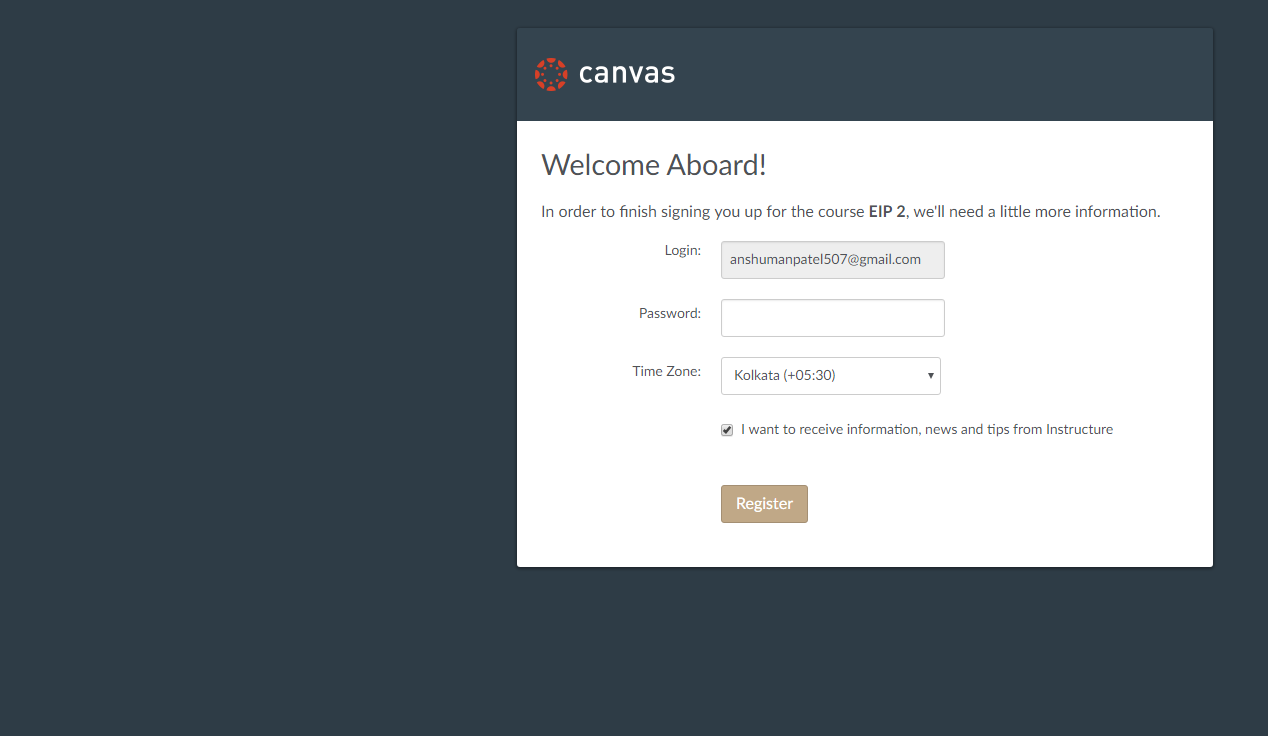 canvas
Welcome Aboard!
In order to finish signing you up for the course EIP 2, we'll need a little more information.
Login: anshumanpatel507@gmail.com
Password:
Time Zone: Kolkata (+05:30)
I want to receive information, news and tips from Instructure
Register